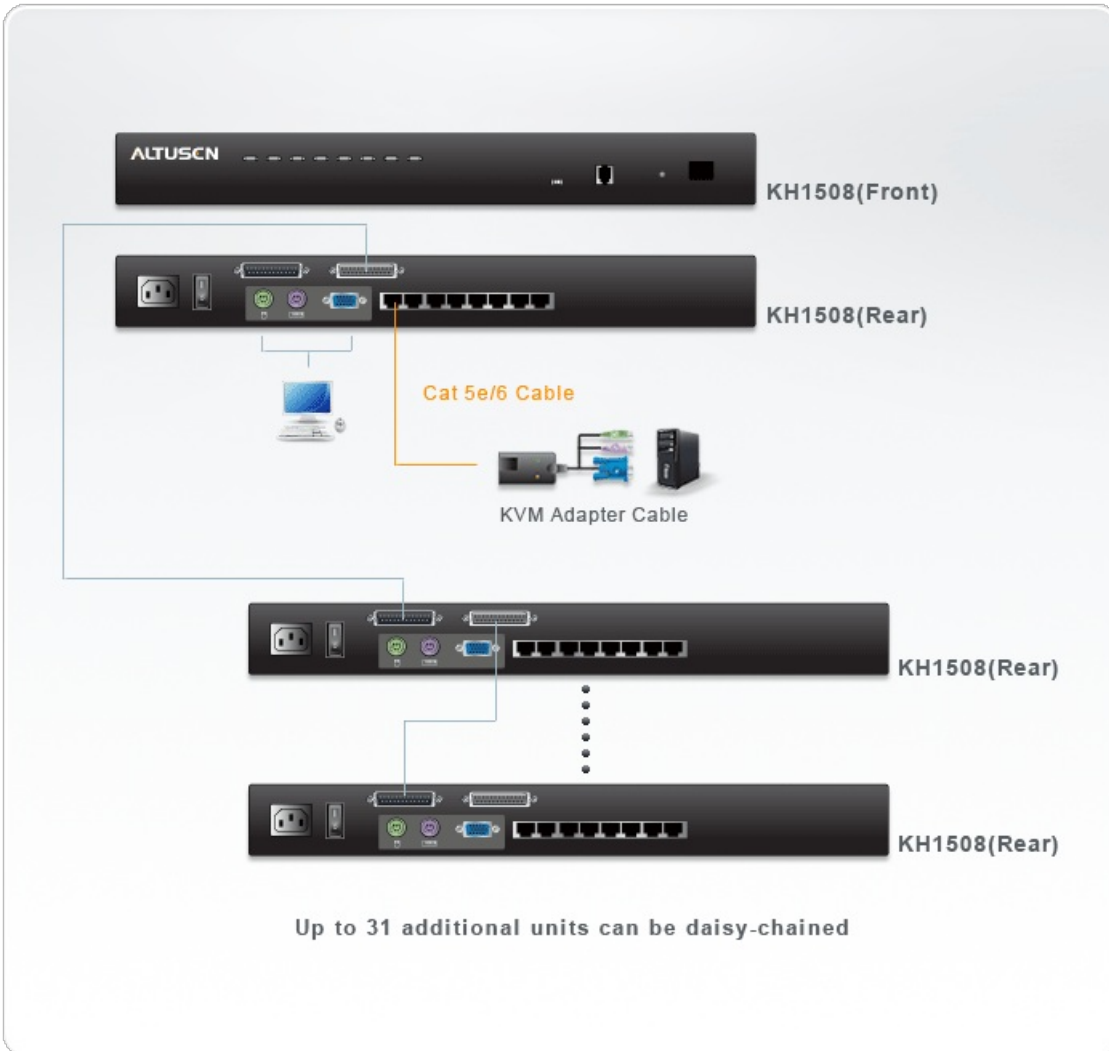 ALTUSEN
KH1508(Front)
KH1508(Rear)
Cat 5e/6 Cable
KVM Adapter Cable
KH1508(Rear)
KH1508(Rear)
Up to 31 additional units can be daisy-chained